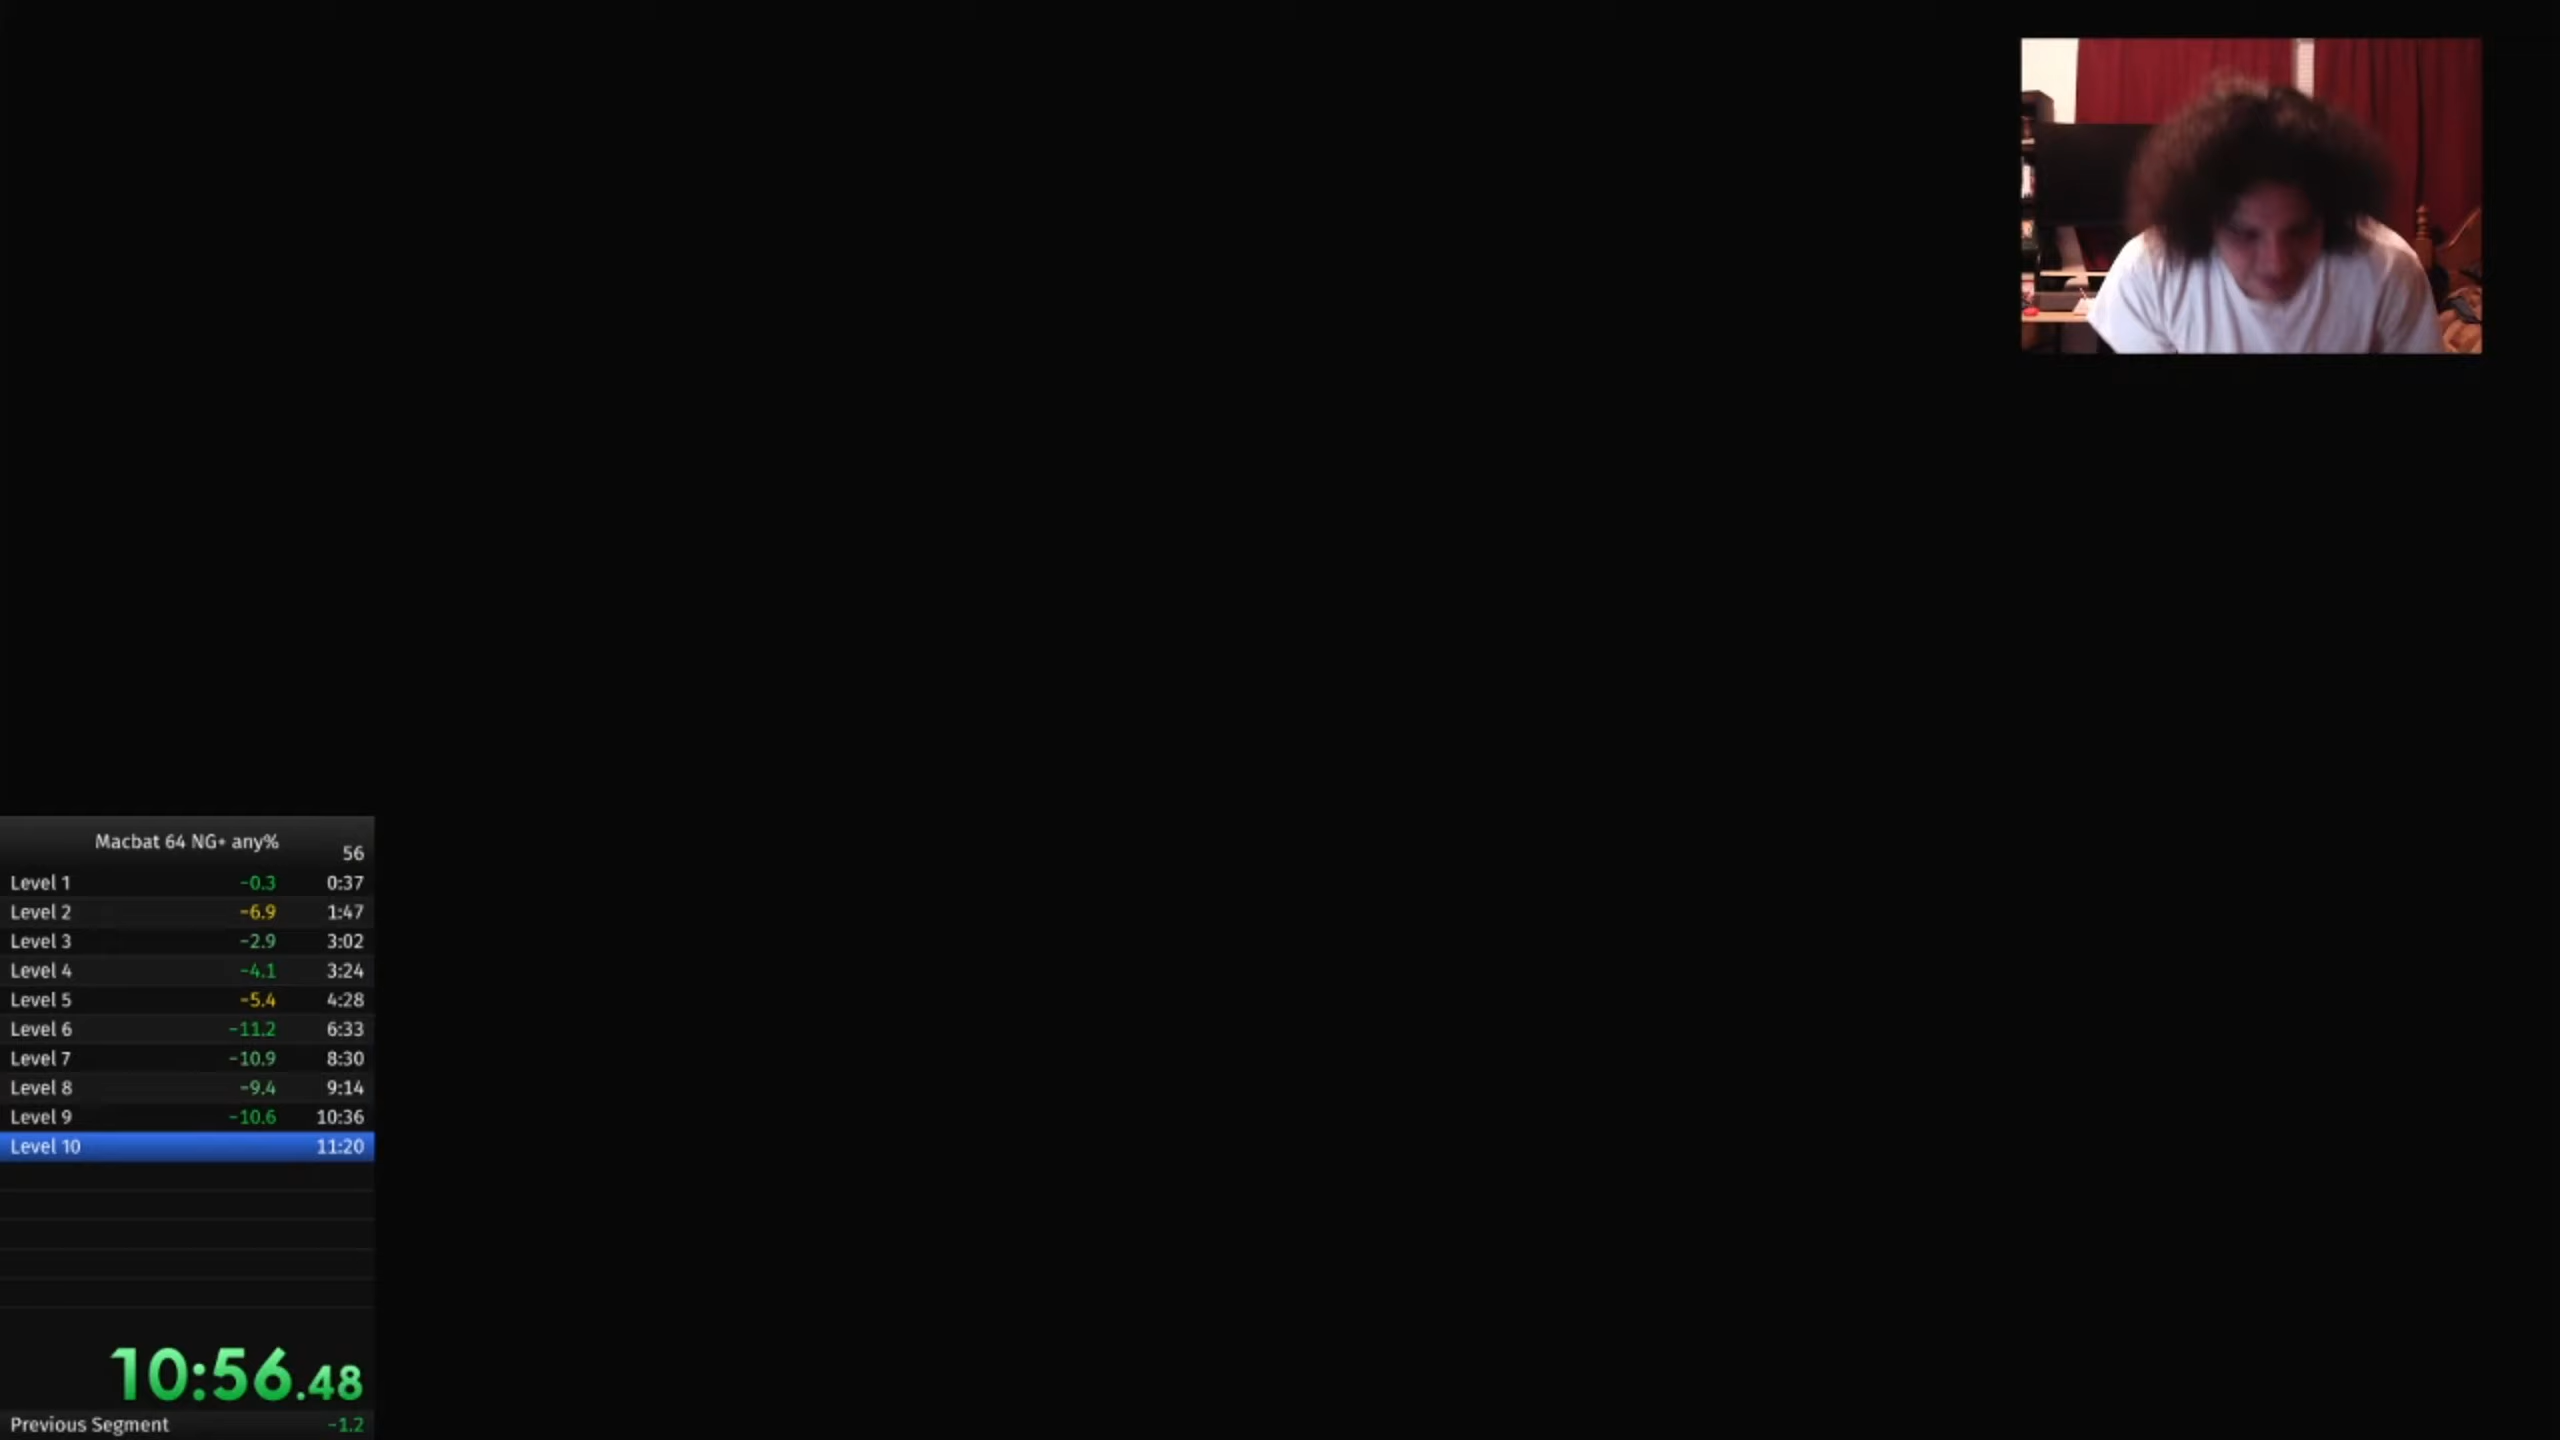 Macbat 64 NG+ any%
56
Level 1 -0.3 0:37
Level 2 -6.9 1:47
Level 3 -2.9 3:02
Level 4 -4.1 3:24
Level 5 -5.4 4:28
Level 6 -11.2 6:33
Level 7 -10.9 8:30
Level 8 -9.4 9:14
Level 9 -10.6 10:36
Level 10 11:20
10:56.48
Previous Segment -1.2